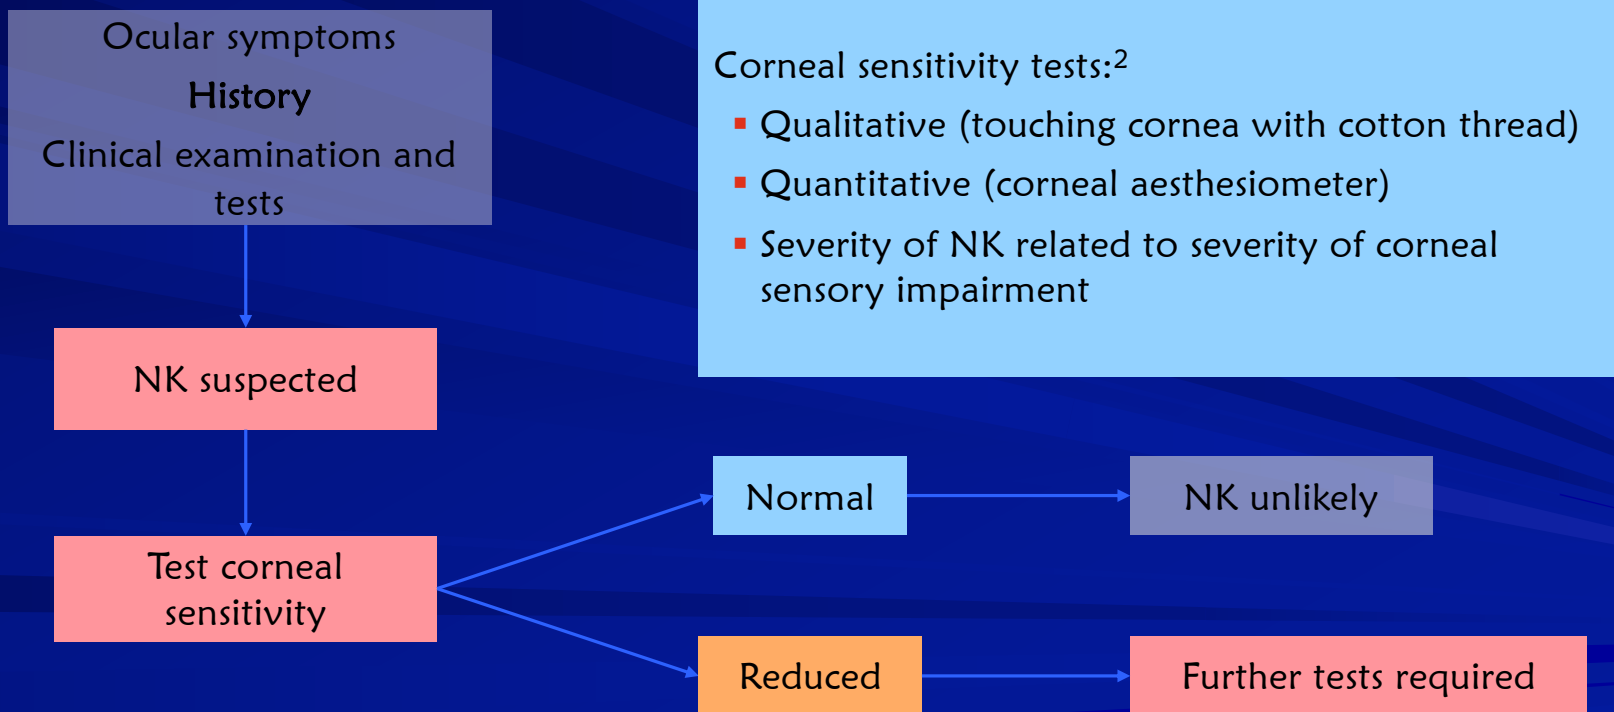 Ocular symptoms
History
Clinical examination and
tests
Corneal sensitivity tests:²
▪ Qualitative (touching cornea with cotton thread)
▪ Quantitative (corneal aesthesiometer)
▪ Severity of NK related to severity of corneal
sensory impairment
NK suspected
Test corneal
sensitivity
Normal
NK unlikely
Reduced
Further tests required